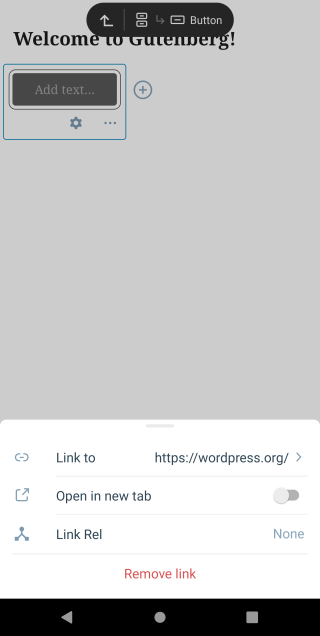 Button
Welcome to Gutenberg!
Add text...
Link to https://wordpress.org/
Open in new tab
Link Rel None
Remove link